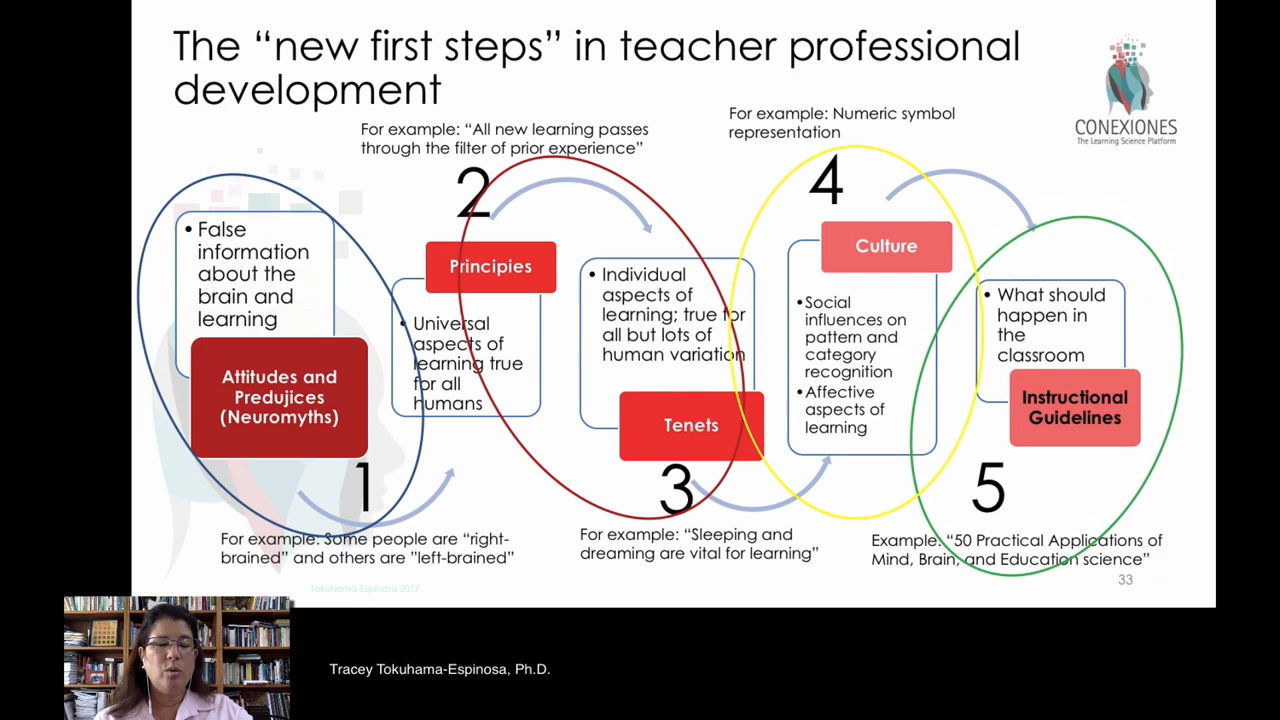 The “new first steps” in teacher professional
development
CONEXIONES
The Learning Science Platform
For example: “All new learning passes
through the filter of prior experience”
For example: Numeric symbol
representation
• False
information
about the
brain and
learning
Attitudes and
Predujices
(Neuromyths)
1
For example: Some people are “right-
brained” and others are ”left-brained”
2
Principies
• Universal
aspects of
learning true
for all
humans
• Individual
aspects of
learning; true for
all but lots of
human variation
Tenets
3
For example: “Sleeping and
dreaming are vital for learning”
4
Culture
•Social
influences on
pattern and
category
recognition
•Affective
aspects of
learning
• What should
happen in
the
classroom
Instructional
Guidelines
5
Example: “50 Practical Applications of
Mind, Brain, and Education science”
Tokuhama-Espinosa 2017
33
Tracey Tokuhama-Espinosa, Ph.D.